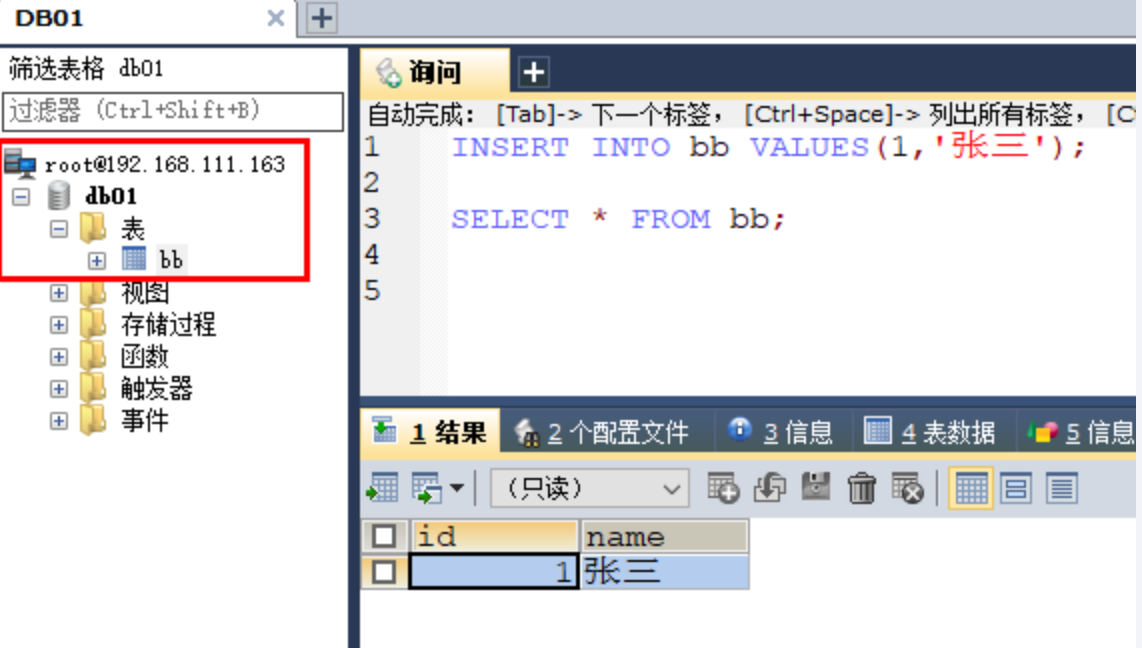 DB01
筛选表格 db01
过滤器 (Ctrl+Shift+B)
root@192.168.111.163
db01
表
bb
视图
存储过程
函数
触发器
事件
询问
自动完成: [Tab]-> 下一个标签, [Ctrl+Space]-> 列出所有标签, [C
1 INSERT INTO bb VALUES(1,'张三');
2
3 SELECT * FROM bb;
4
5
1 结果 2 个配置文件 3 信息 4 表数据 5 信息
(只读)
id name
1 张三